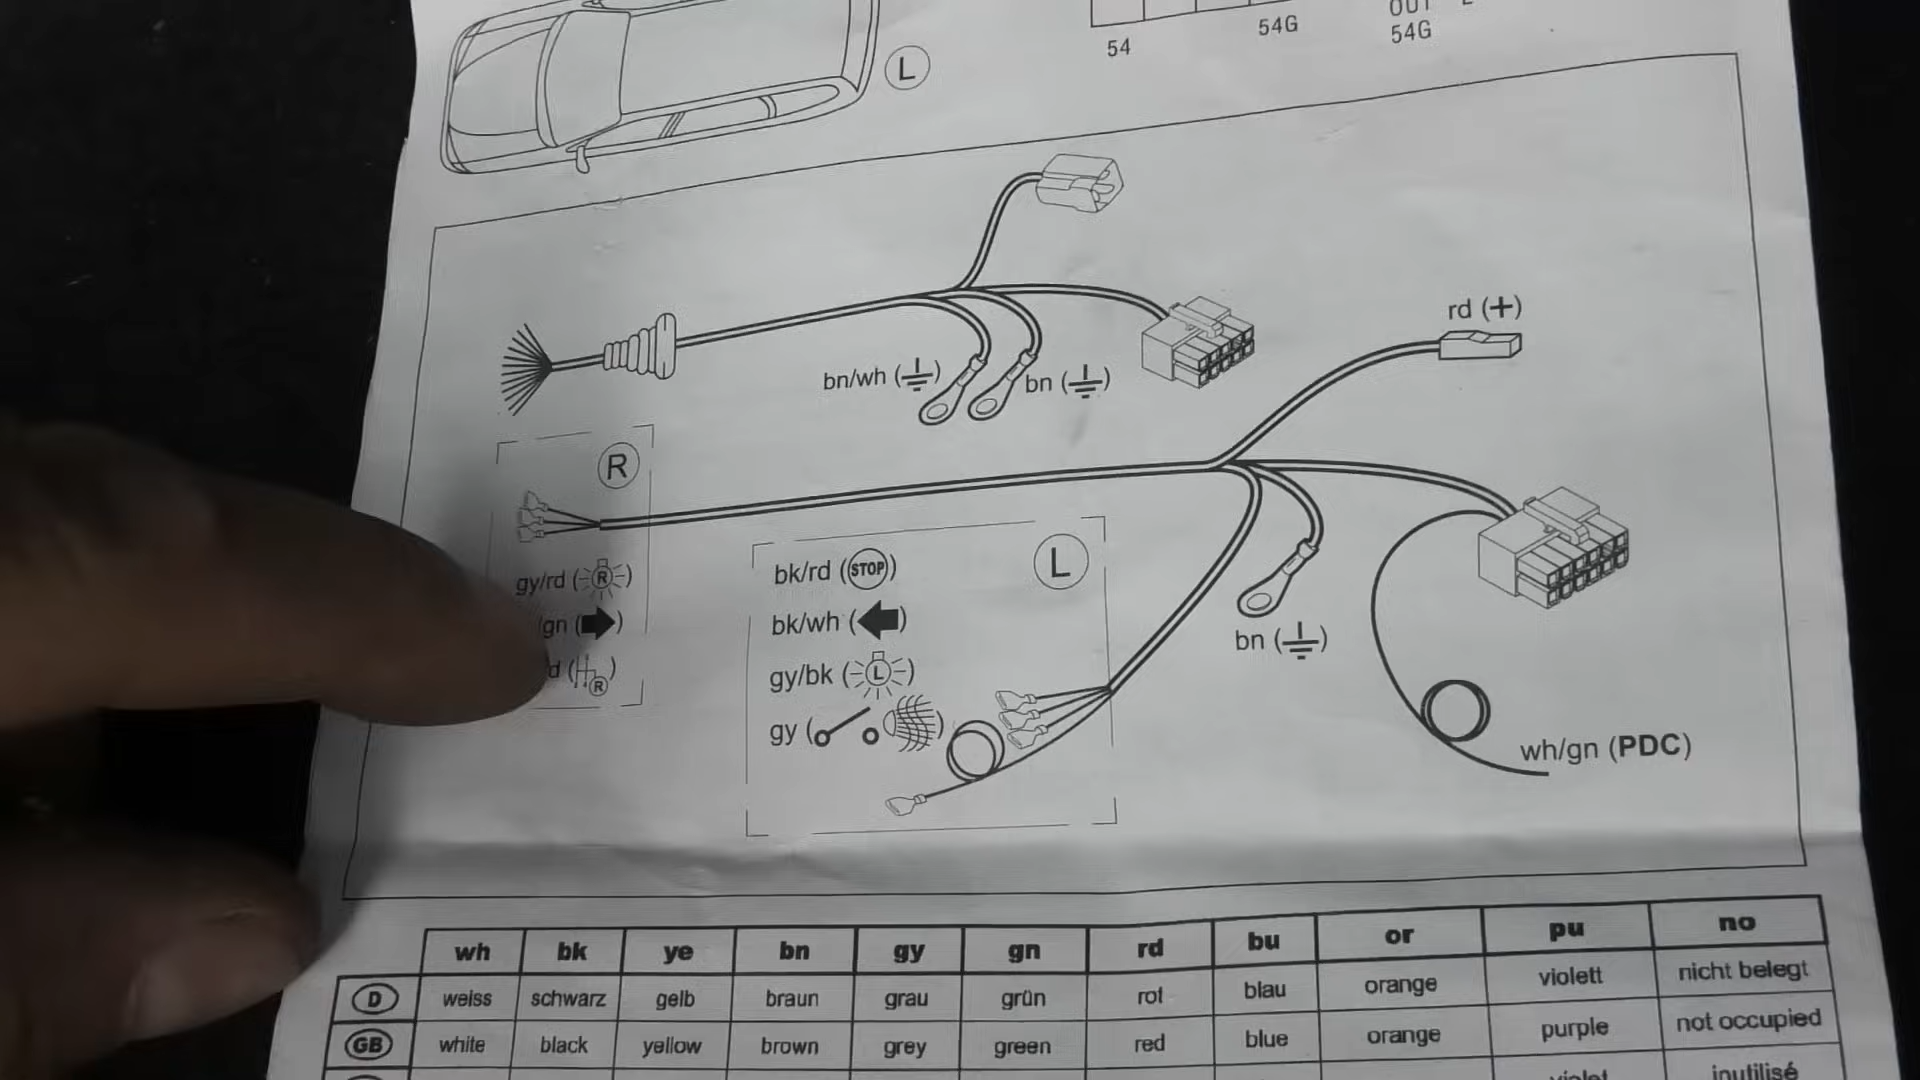 L
54
54G
54G
rd (+)
bn/wh ( )
bn ( )
R
gy/rd ( R )
/gn ( )
d ( R )
bk/rd (STOP)
L
bk/wh ( )
gy/bk ( L )
gy ( )
bn ( )
wh/gn (PDC)
wh bk ye bn gy gn rd bu or pu no
D weiss schwarz gelb braun grau grün rot blau orange violett nicht belegt
GB white black yellow brown grey green red blue orange purple not occupied
violet inutilisé